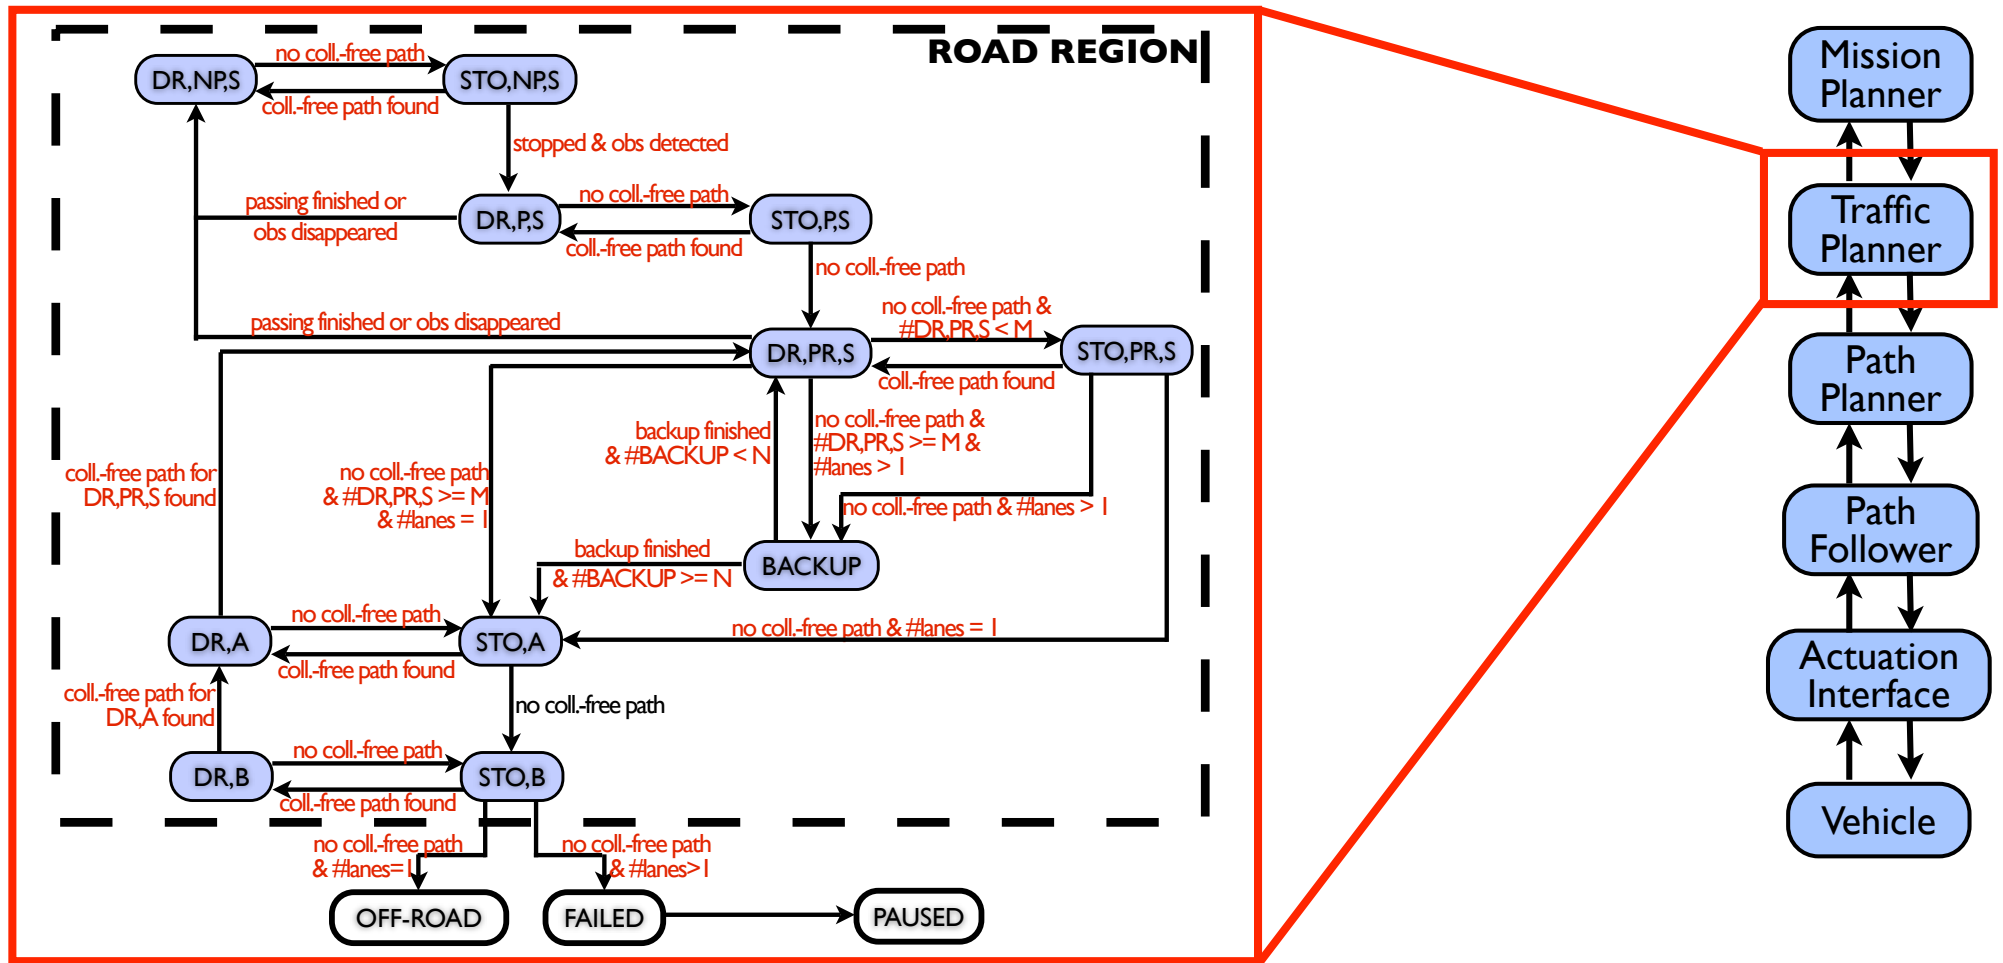 ROAD REGION
DR,NP,S
no coll.-free path
STO,NP,S
coll.-free path found
stopped & obs detected
passing finished or
obs disappeared
DR,P,S
no coll.-free path
STO,P,S
coll.-free path found
no coll.-free path
passing finished or obs disappeared
DR,PR,S
no coll.-free path &
#DR,PR,S < M
STO,PR,S
coll.-free path found
backup finished
& #BACKUP < N
no coll.-free path &
#DR,PR,S >= M &
#lanes > 1
coll.-free path for
DR,PR,S found
no coll.-free path
& #DR,PR,S >= M
& #lanes = 1
no coll.-free path & #lanes > 1
backup finished
& #BACKUP >= N
BACKUP
DR,A
no coll.-free path
STO,A
no coll.-free path & #lanes = 1
coll.-free path found
coll.-free path for
DR,A found
no coll.-free path
DR,B
no coll.-free path
STO,B
coll.-free path found
no coll.-free path
& #lanes=1
no coll.-free path
& #lanes>1
OFF-ROAD
FAILED
PAUSED
Mission
Planner
Traffic
Planner
Path
Planner
Path
Follower
Actuation
Interface
Vehicle